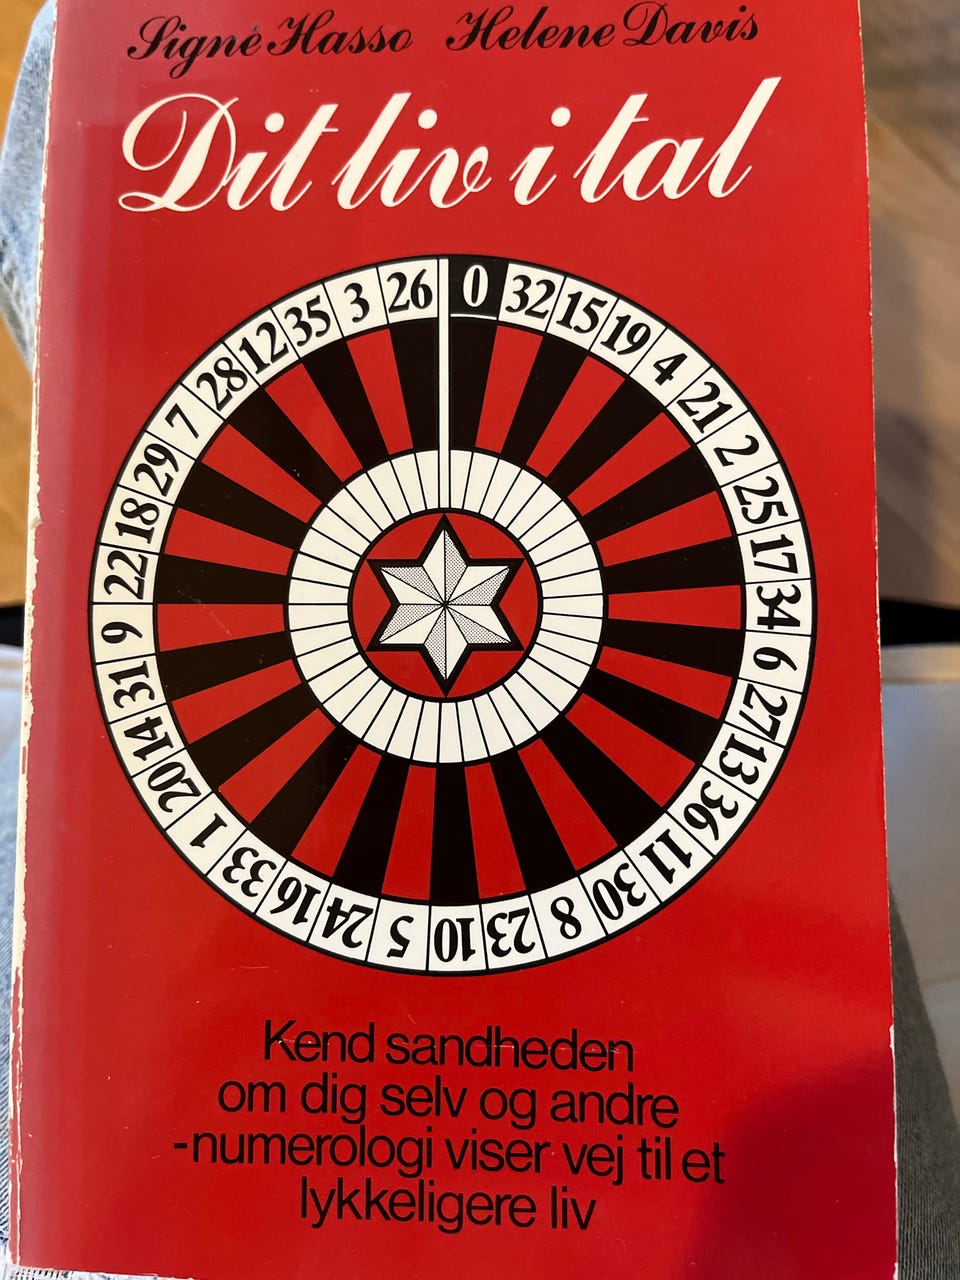 Signe Hasso Helene Davis
Dit liv i tal
0 32 15 19 4 21 2 25 17 34 6 27 13 36 11 30 8 23 10 5 24 16 33 1 20 14 31 9 22 18 29 7 28 12 35 3 26
Kend sandheden
om dig selv og andre
-numerologi viser vej til et
lykkeligere liv